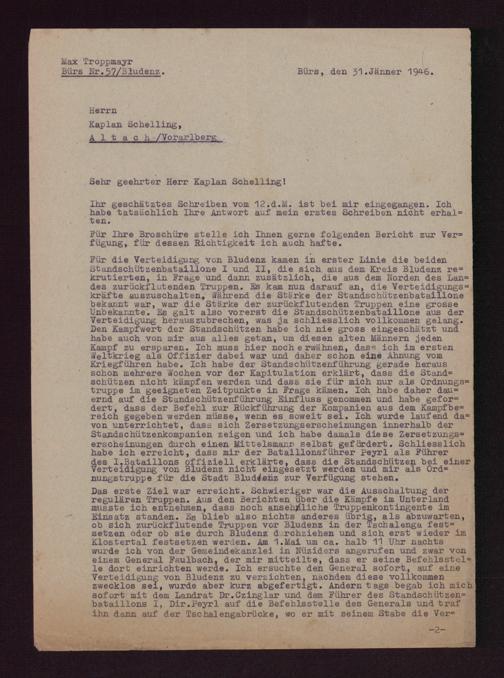 Max Troppmayr
Bürs Nr.57/Bludenz.
Bürs, den 31.Jänner 1946.
Herrn
Kaplan Schelling,
A l t a c h /Vorarlberg
Sehr geehrter Herr Kaplan Schelling!
Ihr geschätztes Schreiben vom 12.d.M. ist bei mir eingegangen. Ich
habe tatsächlich Ihre Antwort auf mein erstes Schreiben nicht erhal=
ten.
Für Ihre Broschüre stelle ich Ihnen gerne folgenden Bericht zur Ver=
fügung, für dessen Richtigkeit ich auch hafte.
Für die Verteidigung von Bludenz kamen in erster Linie die beiden
Standschützenbataillone I und II, die sich aus dem Kreis Bludenz re=
krutierten, in Frage und dann zusätzlich, die aus dem Norden des Lan=
des zurückflutenden Truppen. Es kam nun darauf an, die Verteidigungs=
kräfte auszuschalten, Während die Stärke der Standschützenbataillone
bekannt war, war die Stärke der zurückflutenden Truppen eine grosse
Unbekannte. Es galt also vorerst die Standschützenbataillone aus der
Verteidigung herauszubrechen, was ja schliesslich vollkommen gelang.
Den Kampfwert der Standschützen habe ich nie gross eingeschätzt und
habe auch von mir aus alles getan, um diesen alten Männern jeden
Kampf zu ersparen. Ich muss hier noch erwähnen, dass ich im ersten
Weltkrieg als Offizier dabei war und daher schon eine Ahnung vom
Kriegführen habe. Ich habe der Standschützenführung gerade heraus
schon mehrere Wochen vor der Kapitulation erklärt, dass die Stand=
schützen nicht kämpfen werden und dass sie für mich nur als Ordnungs=
truppe im geeigneten Zeitpunkte in Frage kämen. Ich habe dann dau=
ernd auf die Standschützenführung Einfluss genommen und habe gefor=
dert, dass der Befehl zur Rückführung der Kompanien aus dem Kampfbe=
reich gegeben werden müsse, wenn es soweit sei. Ich wurde laufend da=
von unterrichtet, dass sich Zersetzungserscheinungen innerhalb der
Standschützenkompanien zeigen und ich habe damals diese Zersetzungs=
erscheinungen durch einen Mittelsmann selbst gefördert. Schliesslich
habe ich erreicht, dass mir der Bataillonsführer Peyrl als Führer
des I.Bataillons offiziell erklärte, dass die Standschützen bei einer
Verteidigung von Bludenz nicht eingesetzt werden und mir als Ord=
nungstruppe für die Stadt Bludenz zur Verfügung stehen.
Das erste Ziel war erreicht. Schwieriger war die Ausschaltung der
regulären Truppen. Aus den Berichten über die Kämpfe im Unterland
musste ich entnehmen, dass noch ansehnliche Truppenkontingente im
Einsatz standen. Es blieb also nichts anderes übrig, als abzuwarten,
ob sich zurückflutende Truppen vor Bludenz in der Tschalenga fest=
setzen oder ob sie durch Bludenz durchziehen und sich erst wieder im
Klostertal festsetzen werden. Am 1.Mai um ca. halb 11 Uhr nachts
wurde ich von der Gemeindekanzlei in Nüziders angerufen und zwar von
einem General Faulbach, der mir mitteilte, dass er seine Befehlsstel=
le dort einrichten werde. Ich ersuchte den General sofort, auf eine
Verteidigung von Bludenz zu verzichten, nachdem diese vollkommen
zwecklos sei, wurde aber kurz abgefertigt. Andern tags begab ich mich
sofort mit dem Landrat Dr.Czinglar und dem Führer des Standschützen=
bataillons I, Dir.Peyrl auf die Befehlsstelle des Generals und traf
ihn dann auf der Tschalengabrücke, wo er mit seinem Stabe die Ver=
-2-